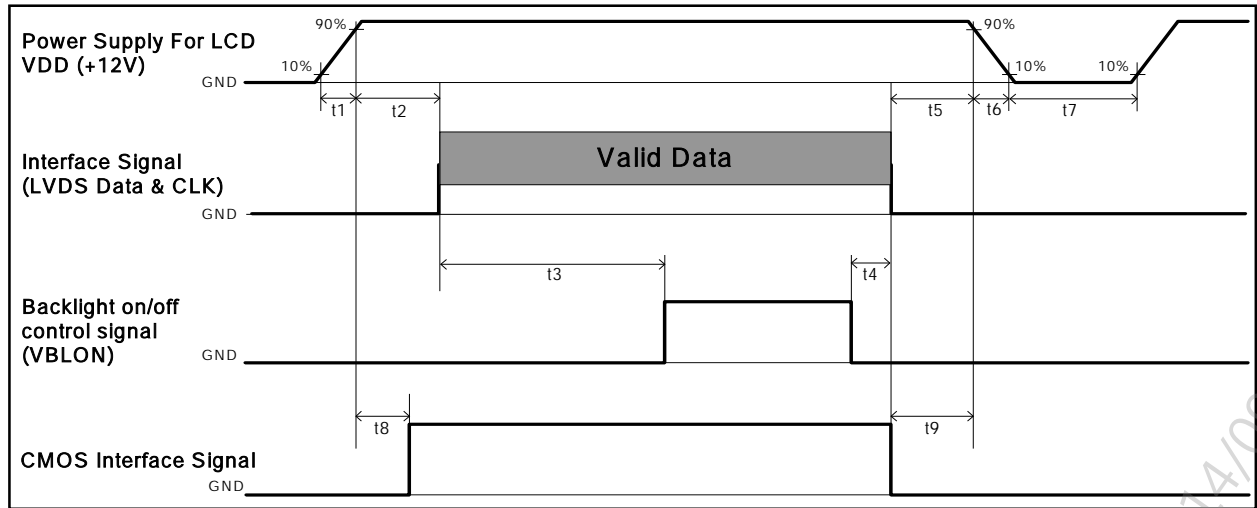 Power Supply For LCD
VDD (+12V)
90%
90%
10%
10%
10%
GND
t1
t2
t5
t6
t7
Interface Signal
(LVDS Data & CLK)
Valid Data
GND
t3
t4
Backlight on/off
control signal
(VBLON)
GND
t8
t9
CMOS Interface Signal
GND
14/08